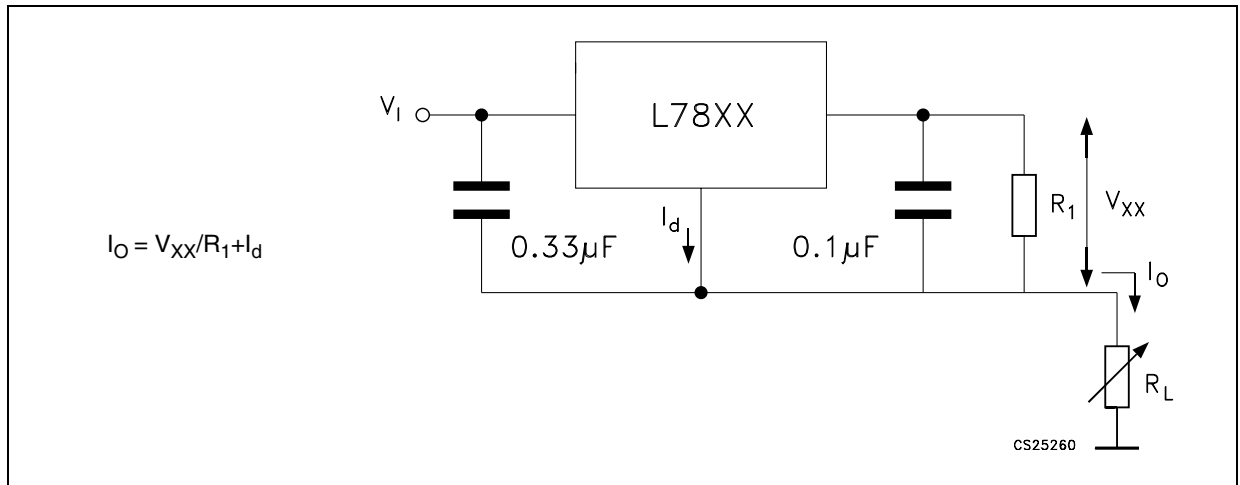 L78XX
V_I
I_d
R_1
V_XX
0.33µF
0.1µF
I_O = V_XX/R_1+I_d
I_O
R_L
CS25260